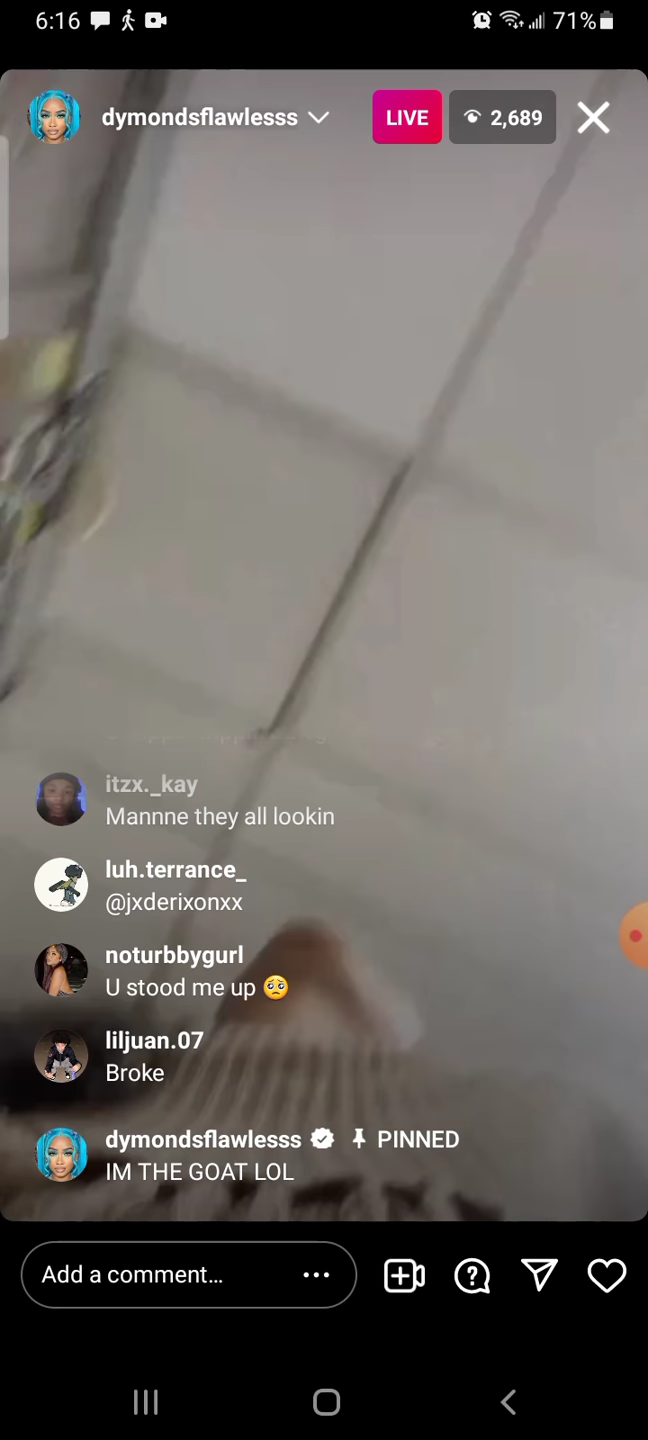 6:16
71%
dymondsflawlesss
LIVE
2,689
itzx._kay
Mannne they all lookin
luh.terrance_
@jxderixonxx
noturbbygurl
U stood me up 🥺
liljuan.07
Broke
dymondsflawlesss PINNED
IM THE GOAT LOL
Add a comment...